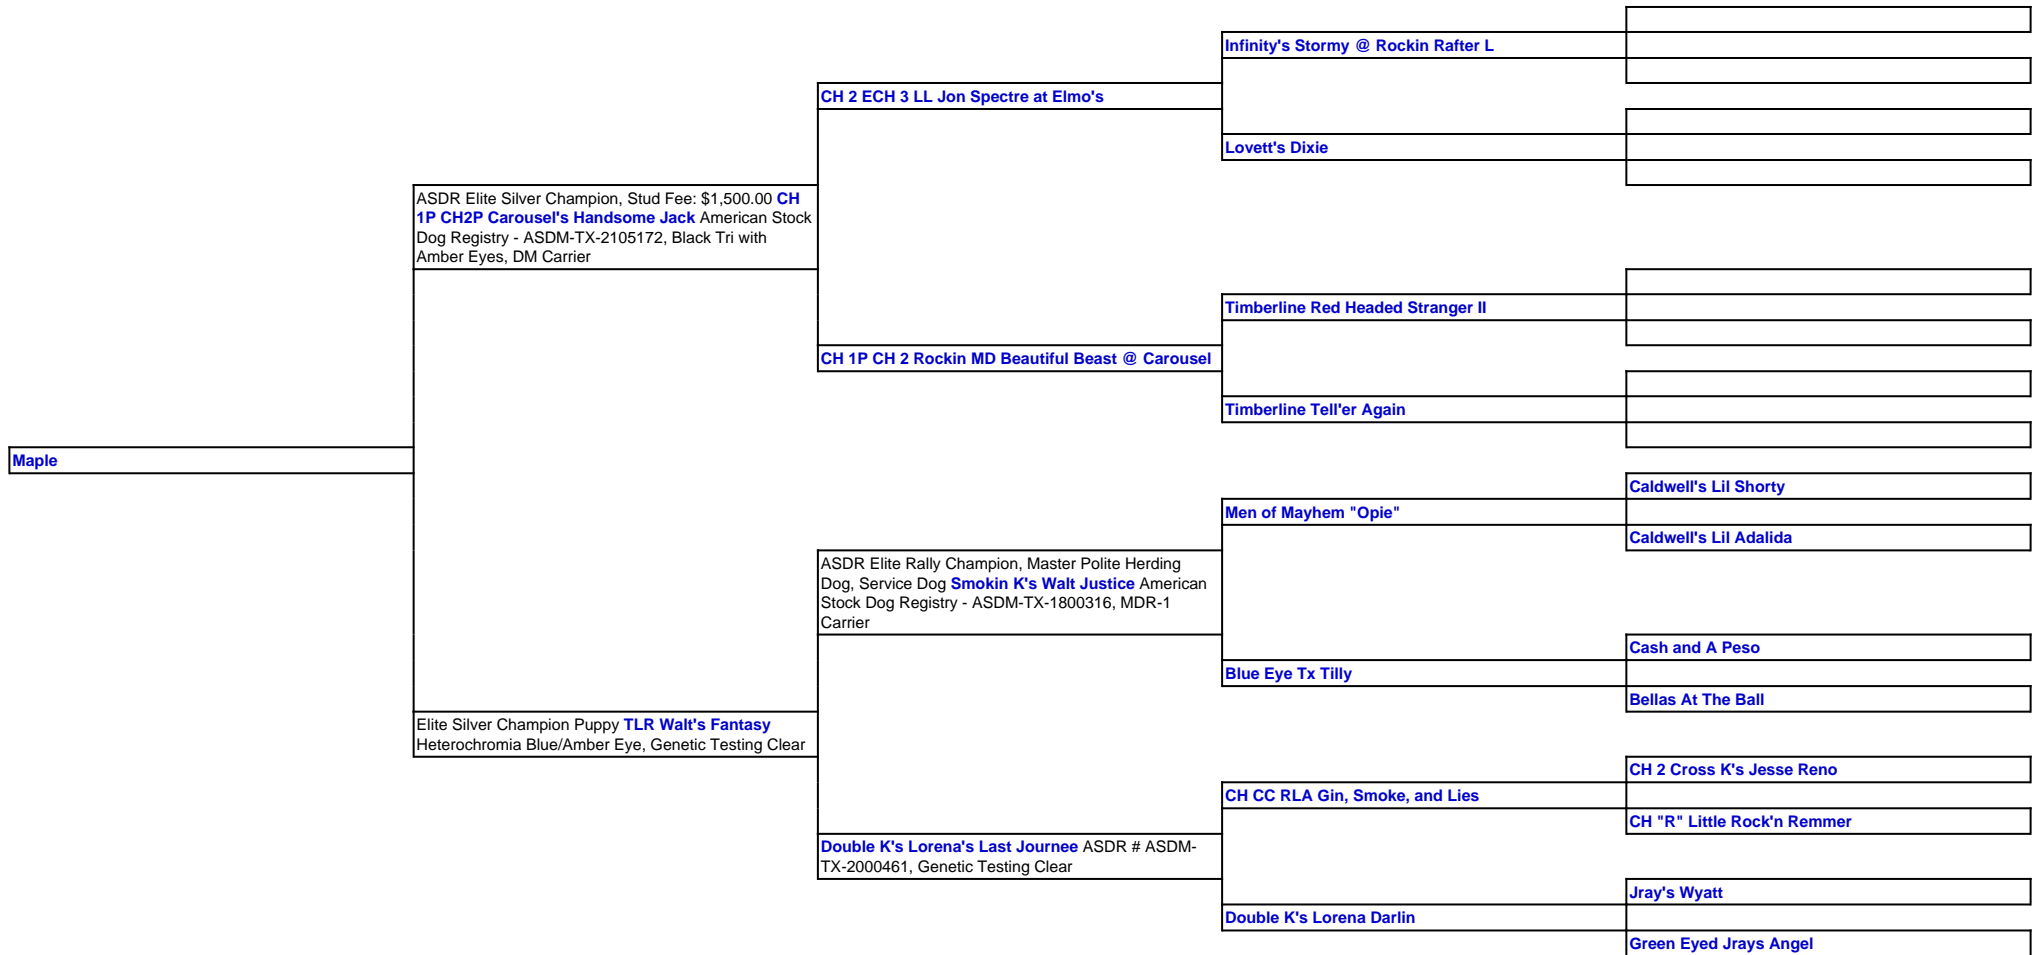 Infinity's Stormy @ Rockin Rafter L
CH 2 ECH 3 LL Jon Spectre at Elmo's
Lovett's Dixie
ASDR Elite Silver Champion, Stud Fee: $1,500.00 CH
1P CH2P Carousel's Handsome Jack American Stock
Dog Registry - ASDM-TX-2105172, Black Tri with
Amber Eyes, DM Carrier
Timberline Red Headed Stranger II
CH 1P CH 2 Rockin MD Beautiful Beast @ Carousel
Timberline Tell'er Again
Maple
Caldwell's Lil Shorty
Men of Mayhem "Opie"
Caldwell's Lil Adalida
ASDR Elite Rally Champion, Master Polite Herding
Dog, Service Dog Smokin K's Walt Justice American
Stock Dog Registry - ASDM-TX-1800316, MDR-1
Carrier
Cash and A Peso
Blue Eye Tx Tilly
Bellas At The Ball
Elite Silver Champion Puppy TLR Walt's Fantasy
Heterochromia Blue/Amber Eye, Genetic Testing Clear
CH 2 Cross K's Jesse Reno
CH CC RLA Gin, Smoke, and Lies
CH "R" Little Rock'n Remmer
Double K's Lorena's Last Journee ASDR # ASDM-
TX-2000461, Genetic Testing Clear
Jray's Wyatt
Double K's Lorena Darlin
Green Eyed Jrays Angel